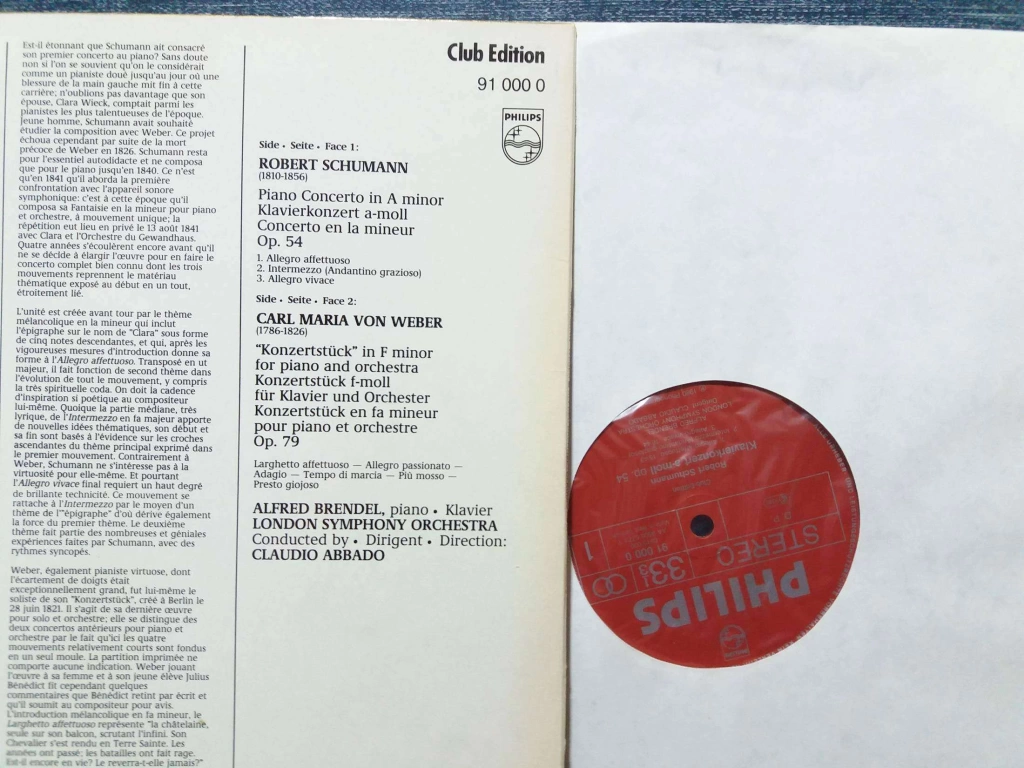 Est-il étonnant que Schumann ait consacré
son premier concerto au piano? Sans doute
non si l'on se souvient qu'on le considérait
comme un pianiste doué jusqu'au jour où une
blessure de la main gauche mit fin à cette
carrière; n'oublions pas davantage que son
épouse, Clara Wieck, comptait parmi les
pianistes les plus talentueuses de l'époque.
Jeune homme, Schumann avait souhaité
étudier la composition avec Weber. Ce projet
échoua cependant par suite de la mort
précoce de Weber en 1826. Schumann resta
pour l'essentiel autodidacte et ne composa
que pour le piano jusqu'en 1840. Ce n'est
qu'en 1841 qu'il aborda la première
confrontation avec l'appareil sonore
symphonique: c'est à cette époque qu'il
composa sa Fantaisie en la mineur pour piano
et orchestre, à mouvement unique; la
répétition eut lieu en privé le 13 août 1841
avec Clara et l'Orchestre du Gewandhaus.
Quatre années s'écoulèrent encore avant qu'il
ne se décide à élargir l'œuvre pour en faire le
concerto complet bien connu dont les trois
mouvements reprennent le matériau
thématique exposé au début en un tout,
étroitement lié.
L'unité est créée avant tour par le thème
mélancolique en la mineur qui inclut
l'épigraphe sur le nom de "Clara" sous forme
de cinq notes descendantes, et qui, après les
vigoureuses mesures d'introduction donne sa
forme à l'Allegro affettuoso. Transposé en ut
majeur, il fait fonction de second thème dans
l'évolution de tout le mouvement, y compris
la très spirituelle coda. On doit la cadence
d'inspiration si poétique au compositeur
lui-même. Quoique la partie médiane, très
lyrique, de l'Intermezzo en fa majeur apporte
de nouvelles idées thématiques, son début et
sa fin sont basés à l'évidence sur les croches
ascendantes du thème principal exprimé dans
le premier mouvement. Contrairement à
Weber, Schumann ne s'intéresse pas à la
virtuosité pour elle-même. Et pourtant
l'Allegro vivace final requiert un haut degré
de brillante technicité. Ce mouvement se
rattache à l'Intermezzo par le moyen d'un
thème de l'"épigraphe" d'où dérive également
la force du premier thème. Le deuxième
thème fait partie des nombreuses et géniales
expériences faites par Schumann, avec des
rythmes syncopés.
Weber, également pianiste virtuose, dont
l'écartement de doigts était
exceptionnellement grand, fut lui-même le
soliste de son "Konzertstück", créé à Berlin le
28 juin 1821. Il s'agit de sa dernière œuvre
pour solo et orchestre; elle se distingue des
deux concertos antérieurs pour piano et
orchestre par le fait qu'ici les quatre
mouvements relativement courts sont fondus
en un seul moule. La partition imprimée ne
comporte aucune indication. Weber jouant
l'œuvre à sa femme et à son jeune élève Julius
Bénédict fit cependant quelques
commentaires que Bénédict retint par écrit et
qu'il soumit au compositeur pour avis.
L'introduction mélancolique en fa mineur, le
Larghetto affettuoso représente "la châtelaine,
seule sur son balcon, scrutant l'infini. Son
Chevalier s'est rendu en Terre Sainte. Les
années ont passé; les batailles ont fait rage.
Est-il encore en vie? Le reverra-t-elle jamais?"
Club Edition
91 000 0
PHILIPS
Side • Seite • Face 1:
ROBERT SCHUMANN
(1810-1856)
Piano Concerto in A minor
Klavierkonzert a-moll
Concerto en la mineur
Op. 54
1. Allegro affettuoso
2. Intermezzo (Andantino grazioso)
3. Allegro vivace
Side • Seite • Face 2:
CARL MARIA VON WEBER
(1786-1826)
"Konzertstück" in F minor
for piano and orchestra
Konzertstück f-moll
für Klavier und Orchester
Konzertstück en fa mineur
pour piano et orchestre
Op. 79
Larghetto affettuoso — Allegro passionato —
Adagio — Tempo di marcia — Più mosso —
Presto giojoso
ALFRED BRENDEL, piano • Klavier
LONDON SYMPHONY ORCHESTRA
Conducted by • Dirigent • Direction:
CLAUDIO ABBADO
PHILIPS
33⅓
STEREO
91 000 0
1
Club Edition
Robert Schumann
Klavierkonzert a-moll op. 54
LONDON SYMPHONY ORCHESTRA
Dirigent: CLAUDIO ABBADO